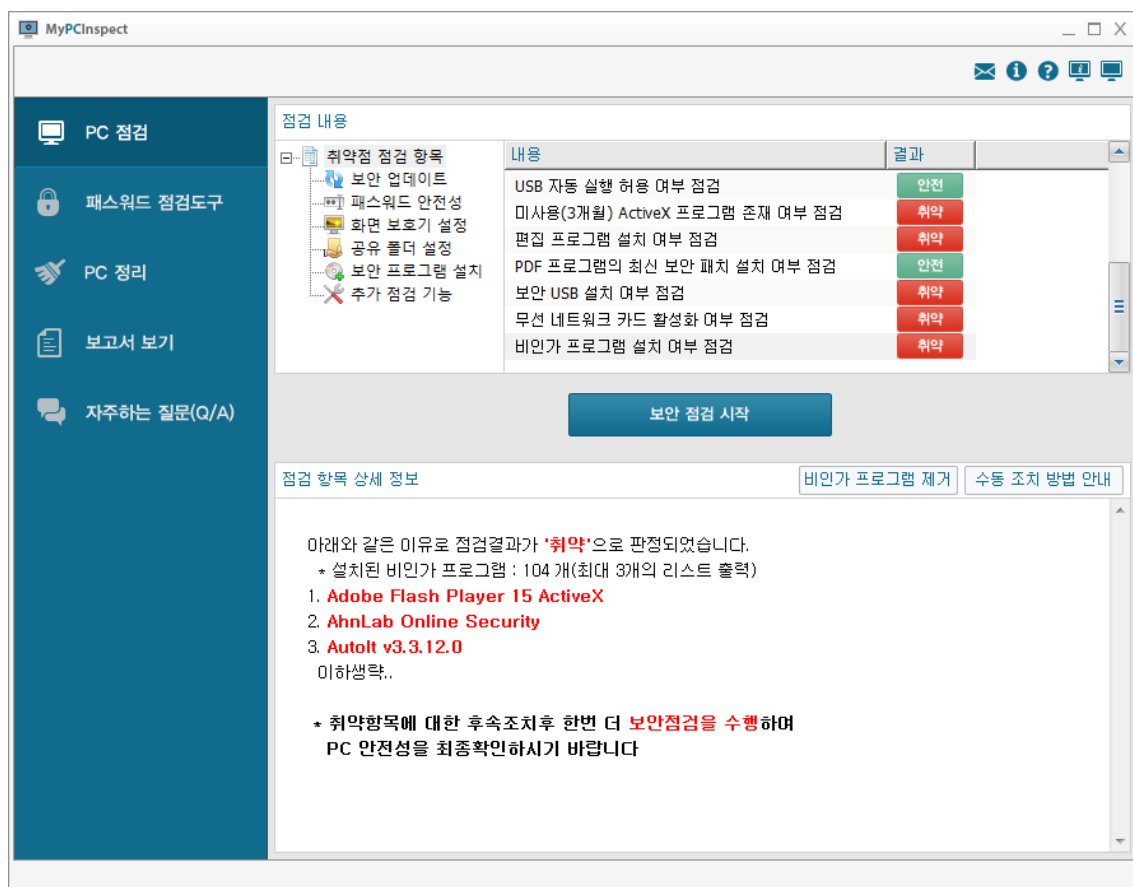 MyPCInspect
PC 점검
패스워드 점검도구
PC 정리
보고서 보기
자주하는 질문(Q/A)
점검 내용
취약점 점검 항목
보안 업데이트
패스워드 안전성
화면 보호기 설정
공유 폴더 설정
보안 프로그램 설치
추가 점검 기능
내용 결과
USB 자동 실행 허용 여부 점검 안전
미사용(3개월) ActiveX 프로그램 존재 여부 점검 취약
편집 프로그램 설치 여부 점검 취약
PDF 프로그램의 최신 보안 패치 설치 여부 점검 안전
보안 USB 설치 여부 점검 취약
무선 네트워크 카드 활성화 여부 점검 취약
비인가 프로그램 설치 여부 점검 취약
보안 점검 시작
점검 항목 상세 정보 비인가 프로그램 제거 수동 조치 방법 안내
아래와 같은 이유로 점검결과가 '취약'으로 판정되었습니다.
* 설치된 비인가 프로그램 : 104 개(최대 3개의 리스트 출력)
1. Adobe Flash Player 15 ActiveX
2. AhnLab Online Security
3. AutoIt v3.3.12.0
이하생략..
* 취약항목에 대한 후속조치후 한번 더 보안점검을 수행하며
PC 안전성을 최종확인하시기 바랍니다